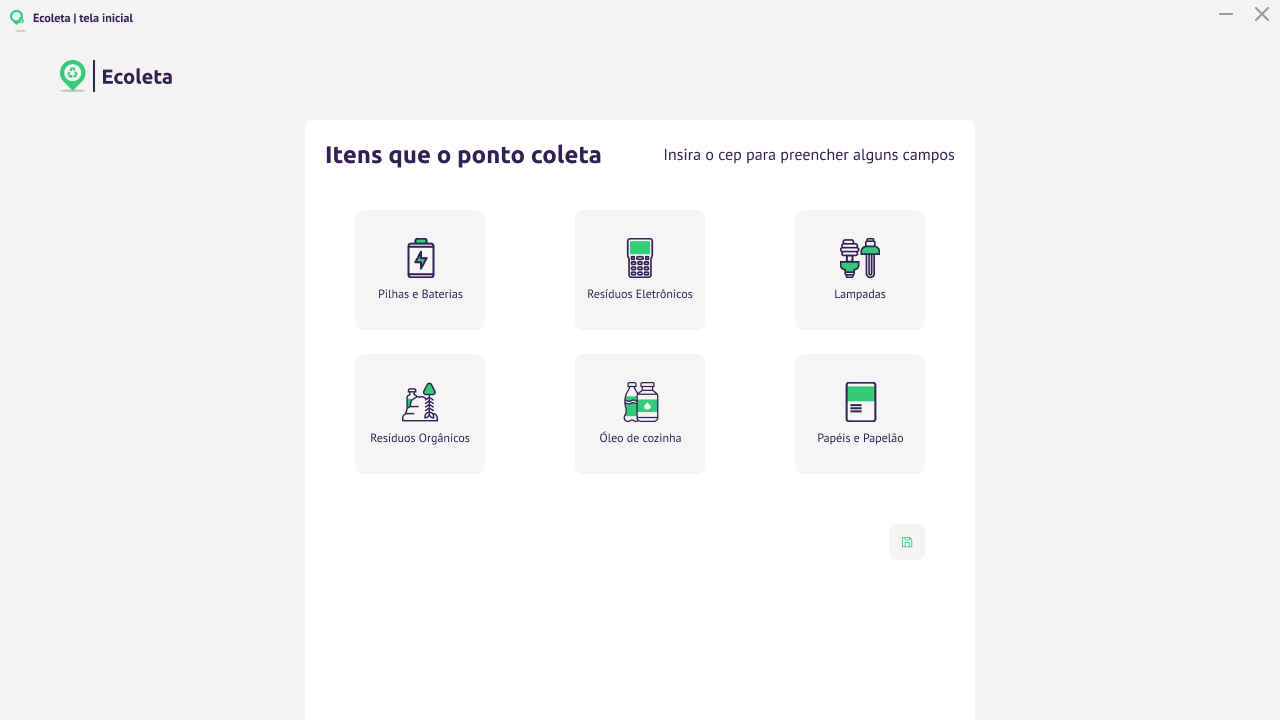 Ecoleta | tela inicial
Ecoleta
Itens que o ponto coleta
Insira o cep para preencher alguns campos
Pilhas e Baterias
Resíduos Eletrônicos
Lampadas
Resíduos Orgânicos
Óleo de cozinha
Papéis e Papelão